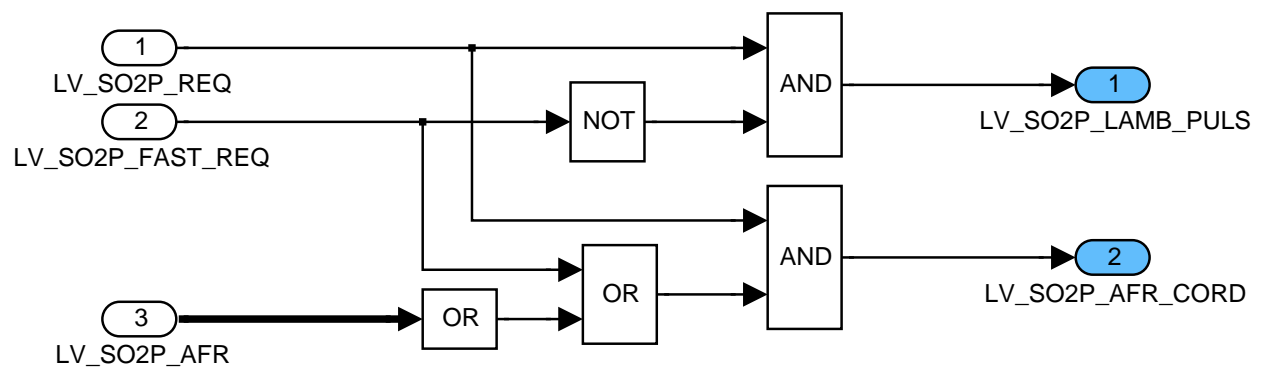 1
LV_SO2P_REQ
2
LV_SO2P_FAST_REQ
NOT
AND
1
LV_SO2P_LAMB_PULS
3
LV_SO2P_AFR
OR
OR
AND
2
LV_SO2P_AFR_CORD